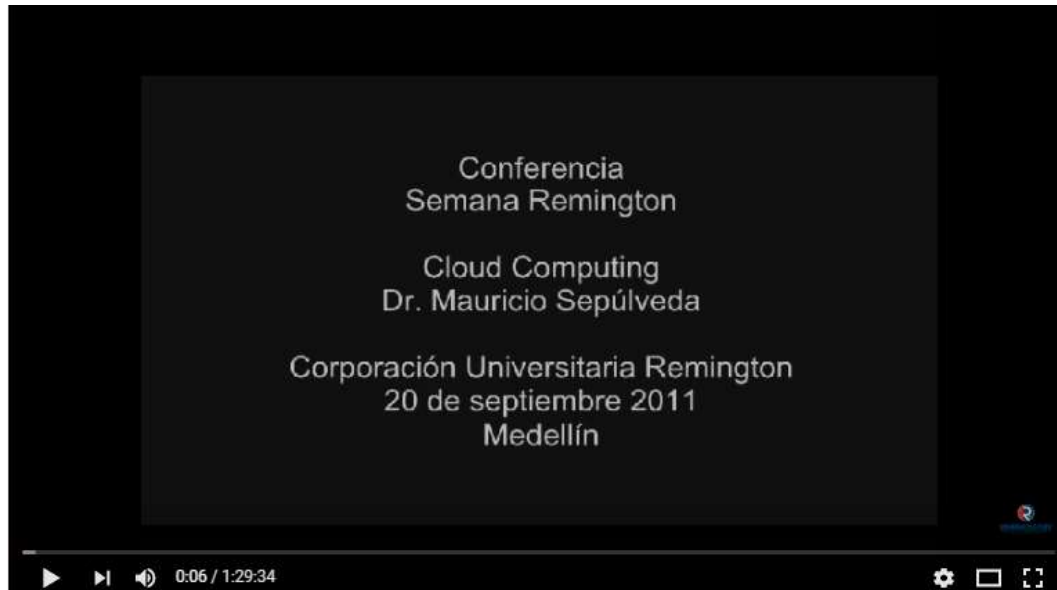 Conferencia
Semana Remington
Cloud Computing
Dr. Mauricio Sepúlveda
Corporación Universitaria Remington
20 de septiembre 2011
Medellín
0:06 / 1:29:34